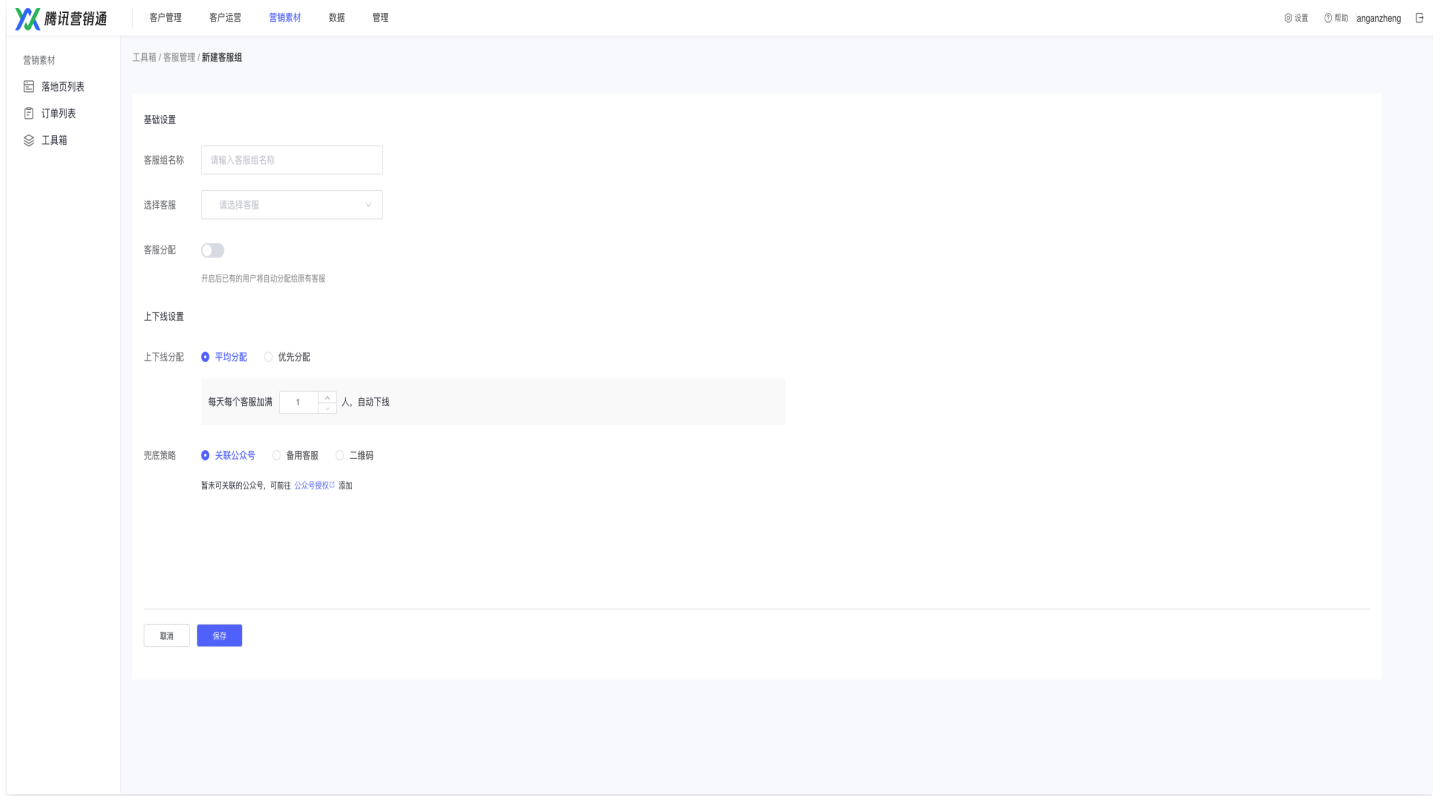 腾讯营销通 客户管理 客户运营 营销素材 数据 管理 设置 帮助 anganzheng
营销素材
落地页列表
订单列表
工具箱
工具箱 / 客服管理 / 新建客服组
基础设置
客服组名称 请输入客服组名称
选择客服 请选择客服
客服分配
开启后已有的用户将自动分配给原有客服
上下线设置
上下线分配 平均分配 优先分配
每天每个客服加满 1 人，自动下线
兜底策略 关联公众号 备用客服 二维码
暂未可关联的公众号，可前往 公众号授权 添加
取消 保存